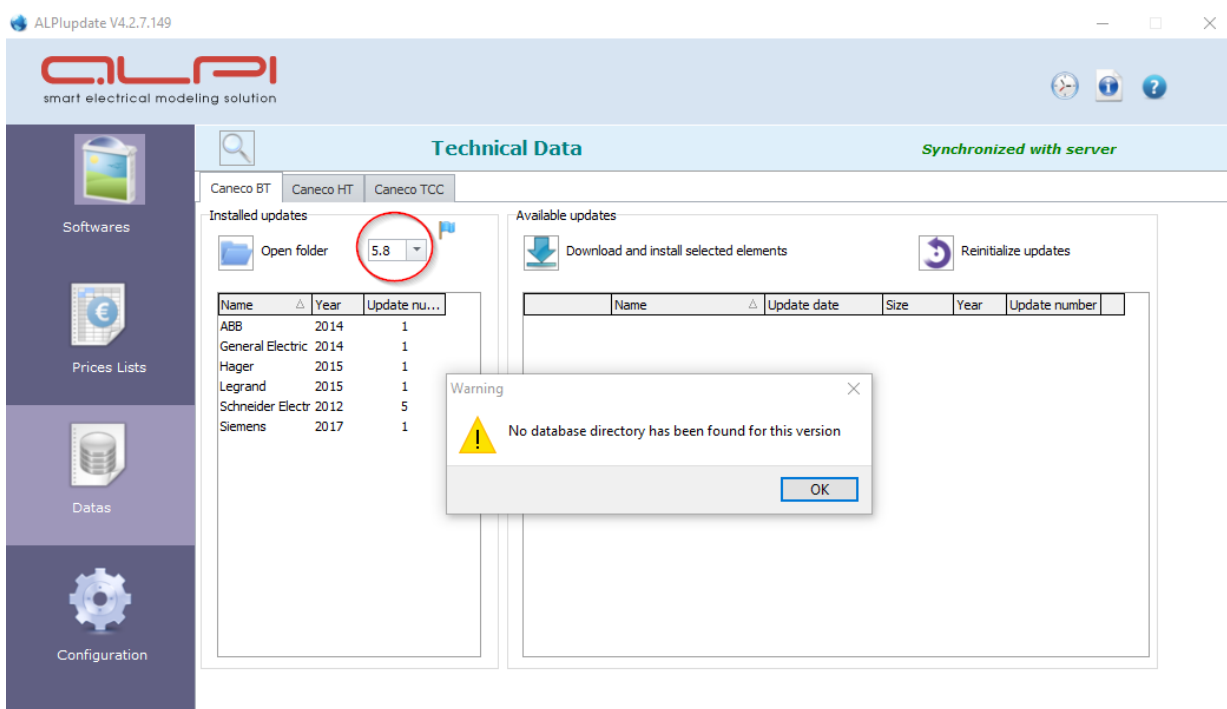 ALPIupdate V4.2.7.149
ALPI
smart electrical modeling solution
Technical Data
Synchronized with server
Caneco BT
Caneco HT
Caneco TCC
Softwares
Prices Lists
Datas
Configuration
Installed updates
Open folder
5.8
Name Year Update nu...
ABB 2014 1
General Electric 2014 1
Hager 2015 1
Legrand 2015 1
Schneider Electr 2012 5
Siemens 2017 1
Available updates
Download and install selected elements
Reinitialize updates
Name Update date Size Year Update number
Warning
No database directory has been found for this version
OK